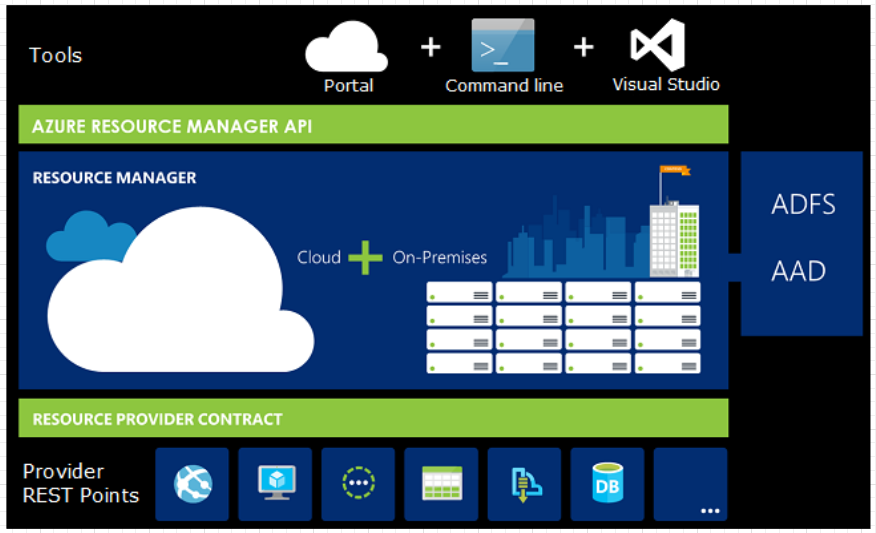 Tools
Portal
Command line
Visual Studio
AZURE RESOURCE MANAGER API
RESOURCE MANAGER
Cloud
On-Premises
ADFS
AAD
RESOURCE PROVIDER CONTRACT
Provider
REST Points
DB
...